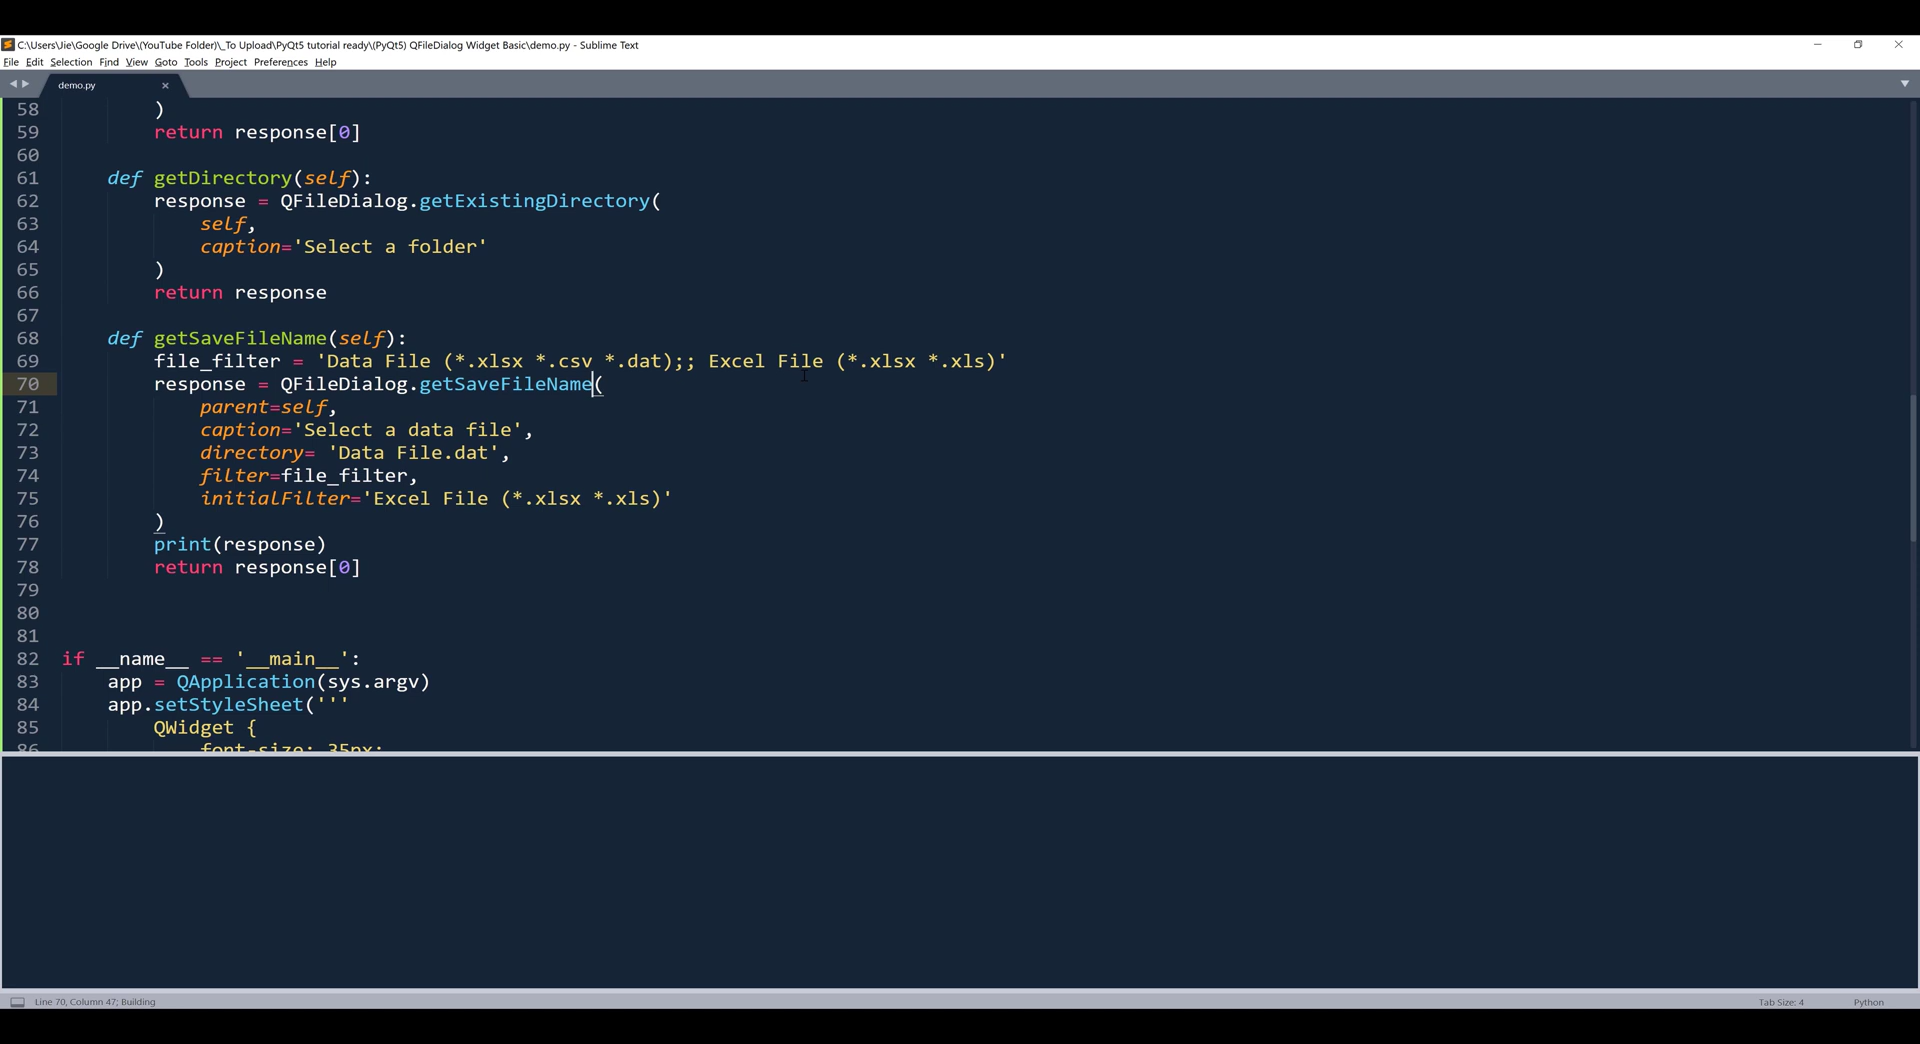 C:\Users\Jie\Google Drive\(YouTube Folder)\_To Upload\PyQt5 tutorial ready\(PyQt5) QFileDialog Widget Basic\demo.py - Sublime Text
File Edit Selection Find View Goto Tools Project Preferences Help
demo.py
58 )
59 return response[0]
60
61 def getDirectory(self):
62 response = QFileDialog.getExistingDirectory(
63 self,
64 caption='Select a folder'
65 )
66 return response
67
68 def getSaveFileName(self):
69 file_filter = 'Data File (*.xlsx *.csv *.dat);; Excel File (*.xlsx *.xls)'
70 response = QFileDialog.getSaveFileName(
71 parent=self,
72 caption='Select a data file',
73 directory= 'Data File.dat',
74 filter=file_filter,
75 initialFilter='Excel File (*.xlsx *.xls)'
76 )
77 print(response)
78 return response[0]
79
80
81
82 if __name__ == '__main__':
83 app = QApplication(sys.argv)
84 app.setStyleSheet('''
85 QWidget {
86 font-size: 35px;
Line 70, Column 47; Building
Tab Size: 4 Python